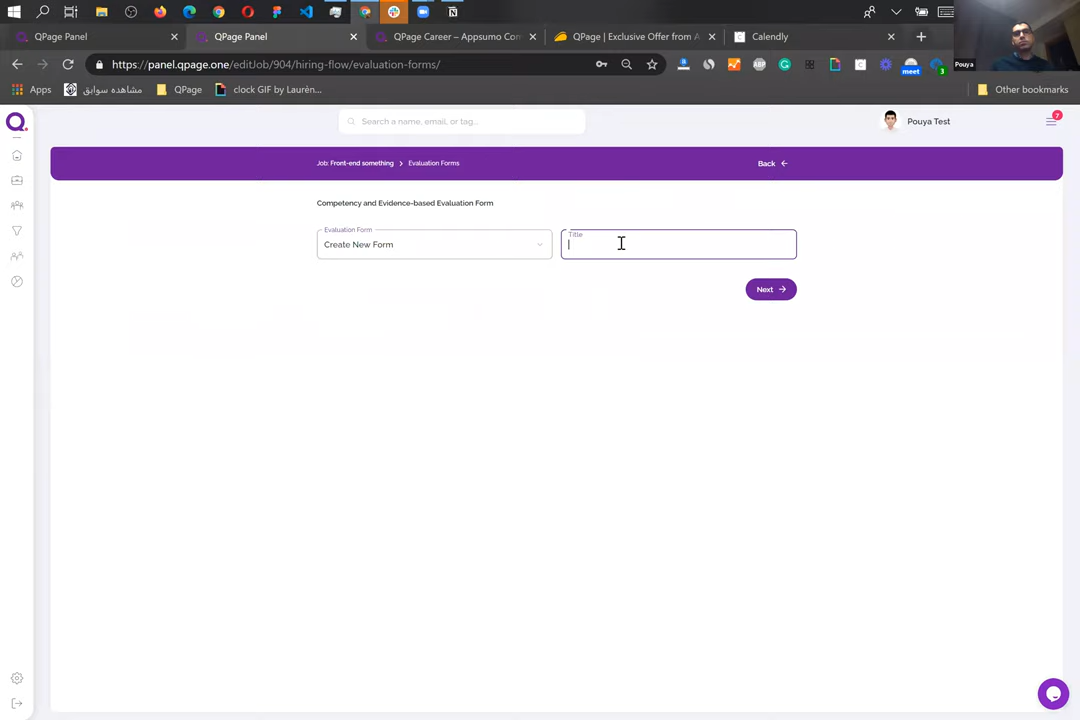 QPage Panel
QPage Panel
QPage Career – Appsumo Con
QPage | Exclusive Offer from A
Calendly
Pouya
https://panel.qpage.one/editJob/904/hiring-flow/evaluation-forms/
meet
3
Apps
مشاهده سوابق
QPage
clock GIF by Laurèn...
Other bookmarks
Search a name, email, or tag...
Pouya Test
7
Job: Front-end something > Evaluation Forms
Back
Competency and Evidence-based Evaluation Form
Evaluation Form
Create New Form
Title
Next